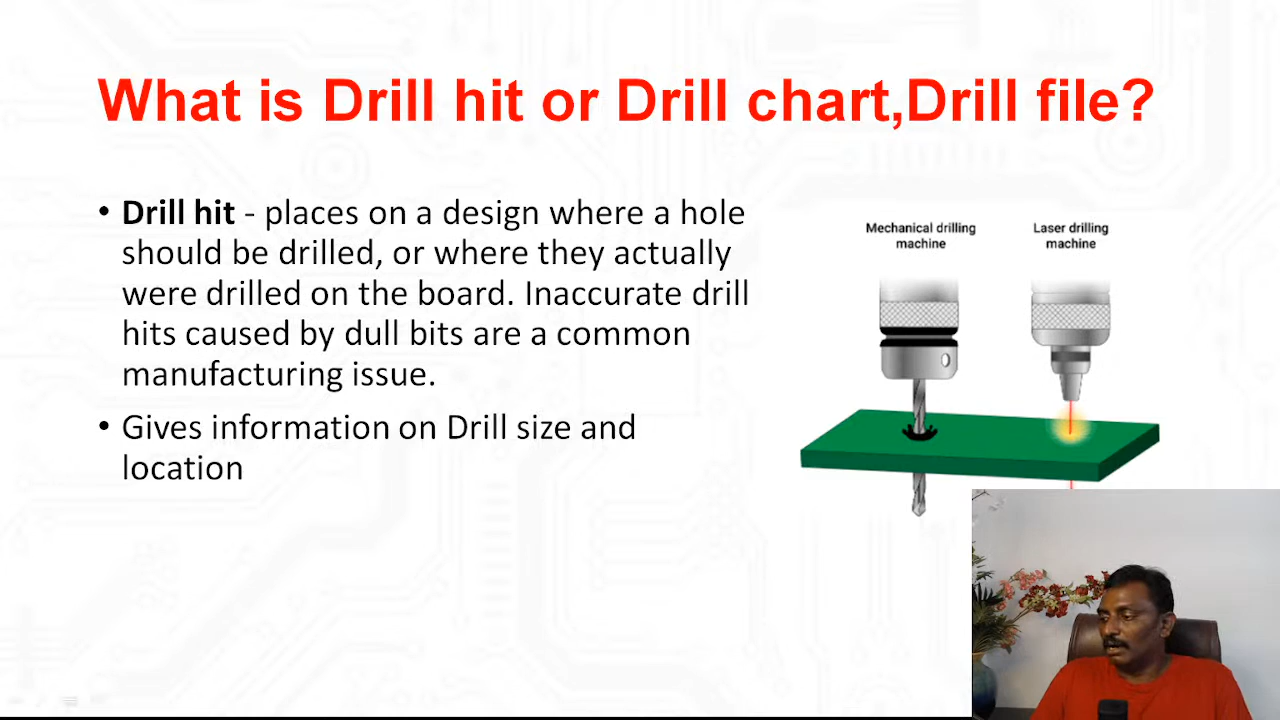 What is Drill hit or Drill chart,Drill file?
• Drill hit - places on a design where a hole
should be drilled, or where they actually
were drilled on the board. Inaccurate drill
hits caused by dull bits are a common
manufacturing issue.
• Gives information on Drill size and
location
Mechanical drilling
machine
Laser drilling
machine